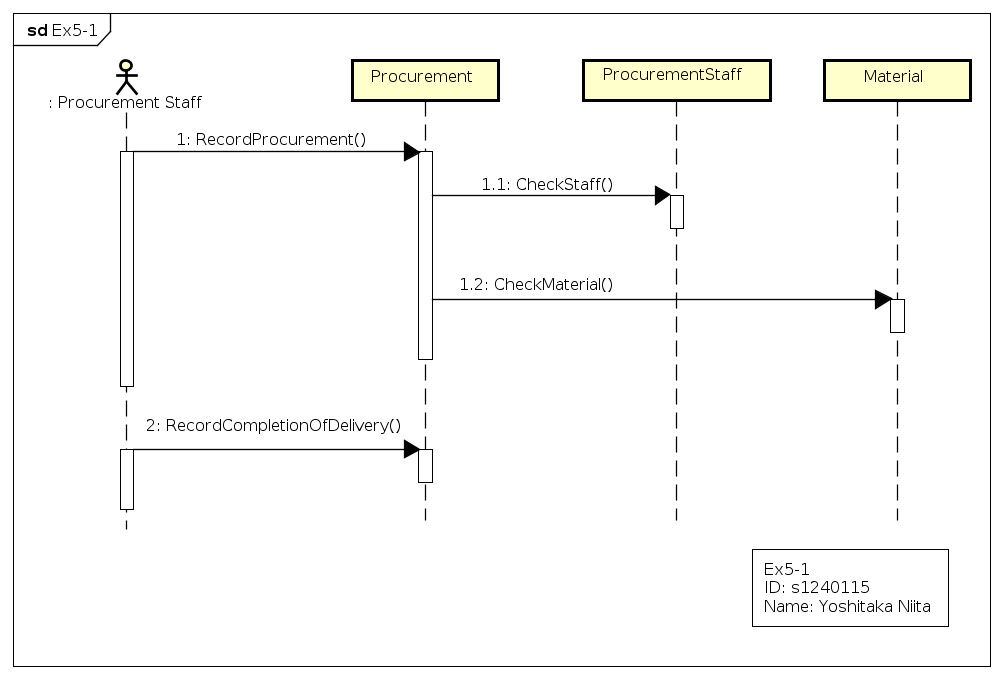 sd Ex5-1
: Procurement Staff
Procurement
ProcurementStaff
Material
1: RecordProcurement()
1.1: CheckStaff()
1.2: CheckMaterial()
2: RecordCompletionOfDelivery()
Ex5-1
ID: s1240115
Name: Yoshitaka Niita